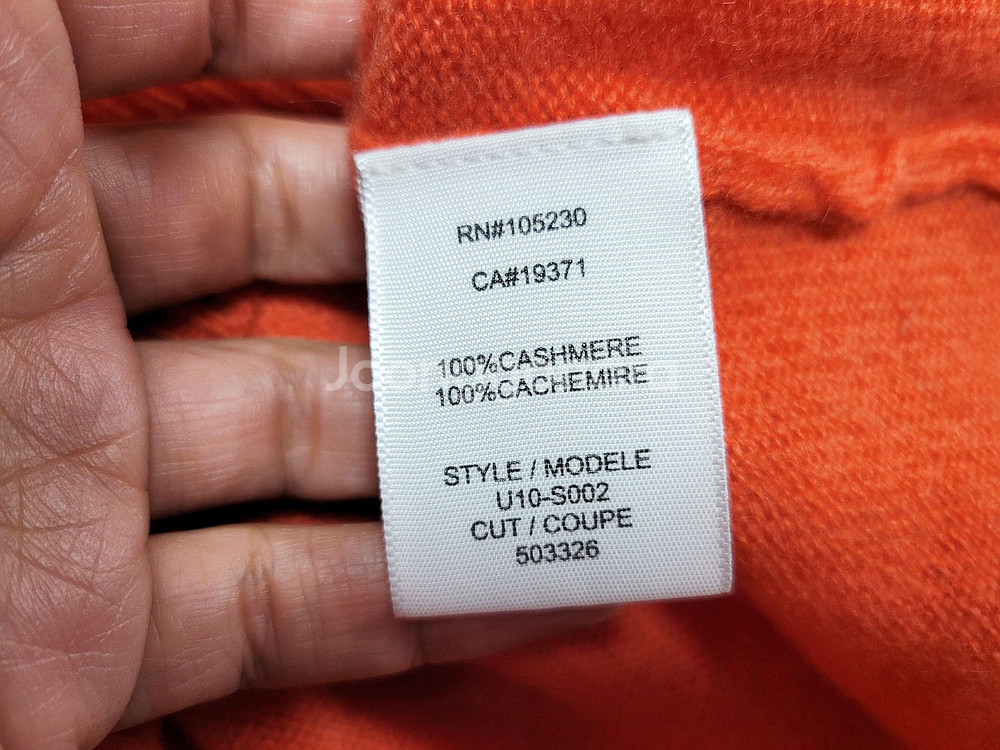 RN#105230
CA#19371
100%CASHMERE
100%CACHEMIRE
STYLE / MODELE
U10-S002
CUT / COUPE
503326